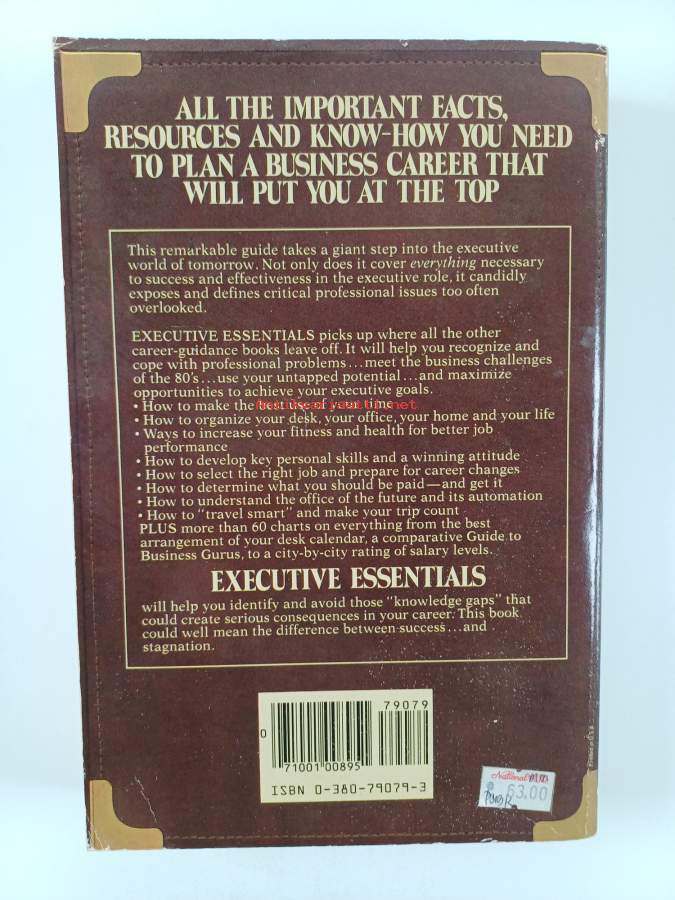 ALL THE IMPORTANT FACTS,
RESOURCES AND KNOW-HOW YOU NEED
TO PLAN A BUSINESS CAREER THAT
WILL PUT YOU AT THE TOP
This remarkable guide takes a giant step into the executive
world of tomorrow. Not only does it cover everything necessary
to success and effectiveness in the executive role, it candidly
exposes and defines critical professional issues too often
overlooked.
EXECUTIVE ESSENTIALS picks up where all the other
career-guidance books leave off. It will help you recognize and
cope with professional problems...meet the business challenges
of the 80's...use your untapped potential...and maximize
opportunities to achieve your executive goals.
• How to make the best use of your time
• How to organize your desk, your office, your home and your life
• Ways to increase your fitness and health for better job
performance
• How to develop key personal skills and a winning attitude
• How to select the right job and prepare for career changes
• How to determine what you should be paid—and get it
• How to understand the office of the future and its automation
• How to "travel smart" and make your trip count
PLUS more than 60 charts on everything from the best
arrangement of your desk calendar, a comparative Guide to
Business Gurus, to a city-by-city rating of salary levels.
EXECUTIVE ESSENTIALS
will help you identify and avoid those "knowledge gaps" that
could create serious consequences in your career. This book
could well mean the difference between success...and
stagnation.
79079
0
71001 00895
ISBN 0-380-79079-3
National
63.00